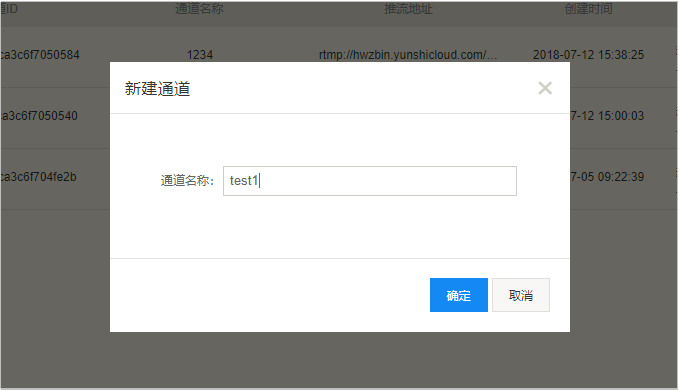 道ID 通道名称 推流地址 创建时间
ca3c6f7050584 1234 rtmp://hwzbin.yunshicloud.com/... 2018-07-12 15:38:25
新建通道
ca3c6f7050540 7-12 15:00:03
通道名称： test1
ca3c6f704fe2b 7-05 09:22:39
确定 取消